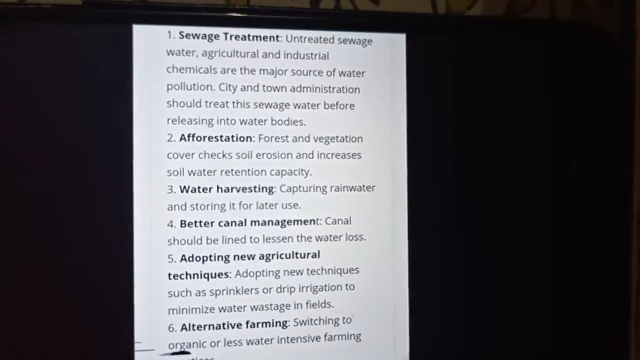 1. Sewage Treatment: Untreated sewage
water, agricultural and industrial
chemicals are the major source of water
pollution. City and town administration
should treat this sewage water before
releasing into water bodies.
2. Afforestation: Forest and vegetation
cover checks soil erosion and increases
soil water retention capacity.
3. Water harvesting: Capturing rainwater
and storing it for later use.
4. Better canal management: Canal
should be lined to lessen the water loss.
5. Adopting new agricultural
techniques: Adopting new techniques
such as sprinklers or drip irrigation to
minimize water wastage in fields.
6. Alternative farming: Switching to
organic or less water intensive farming